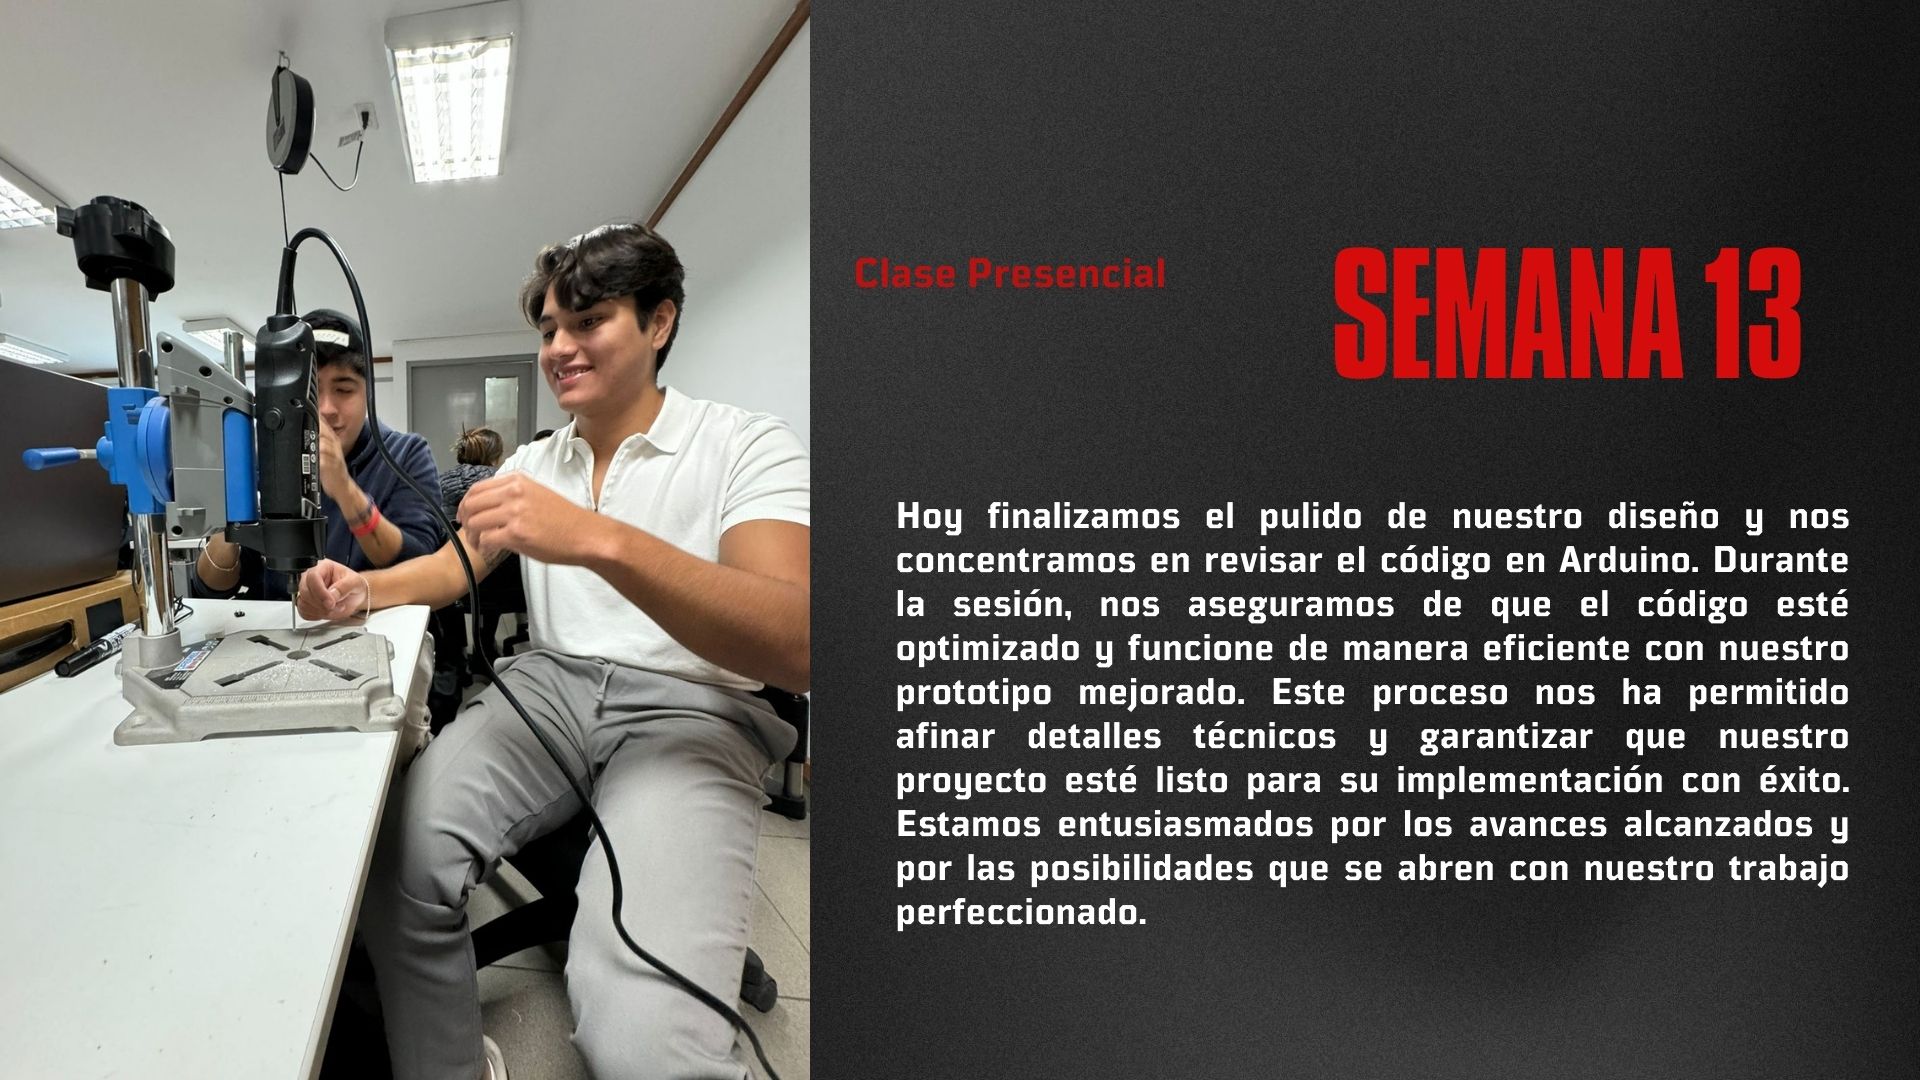 Clase Presencial
SEMANA 13
Hoy finalizamos el pulido de nuestro diseño y nos
concentramos en revisar el código en Arduino. Durante
la sesión, nos aseguramos de que el código esté
optimizado y funcione de manera eficiente con nuestro
prototipo mejorado. Este proceso nos ha permitido
afinar detalles técnicos y garantizar que nuestro
proyecto esté listo para su implementación con éxito.
Estamos entusiasmados por los avances alcanzados y
por las posibilidades que se abren con nuestro trabajo
perfeccionado.